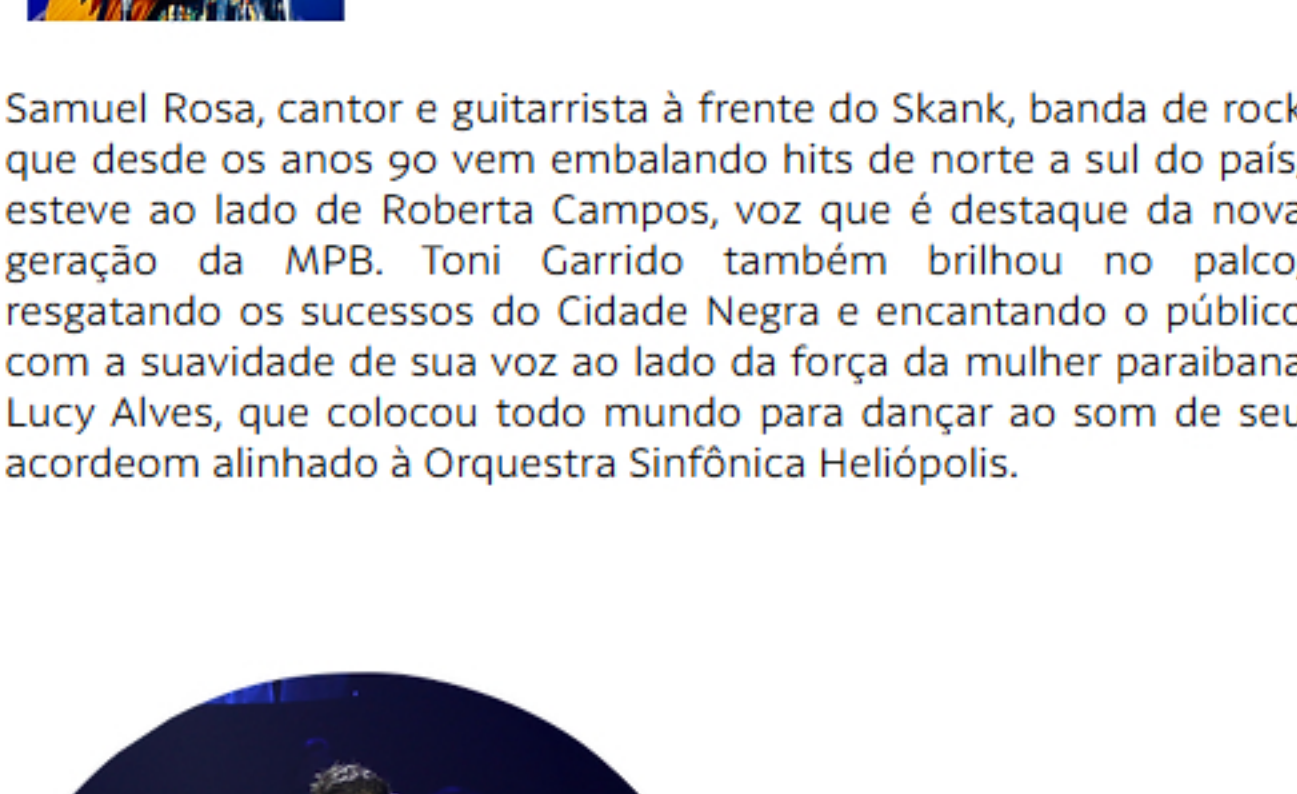 Samuel Rosa, cantor e guitarrista à frente do Skank, banda de rock
que desde os anos 90 vem embalando hits de norte a sul do país,
esteve ao lado de Roberta Campos, voz que é destaque da nova
geração da MPB. Toni Garrido também brilhou no palco,
resgatando os sucessos do Cidade Negra e encantando o público
com a suavidade de sua voz ao lado da força da mulher paraibana
Lucy Alves, que colocou todo mundo para dançar ao som de seu
acordeom alinhado à Orquestra Sinfônica Heliópolis.